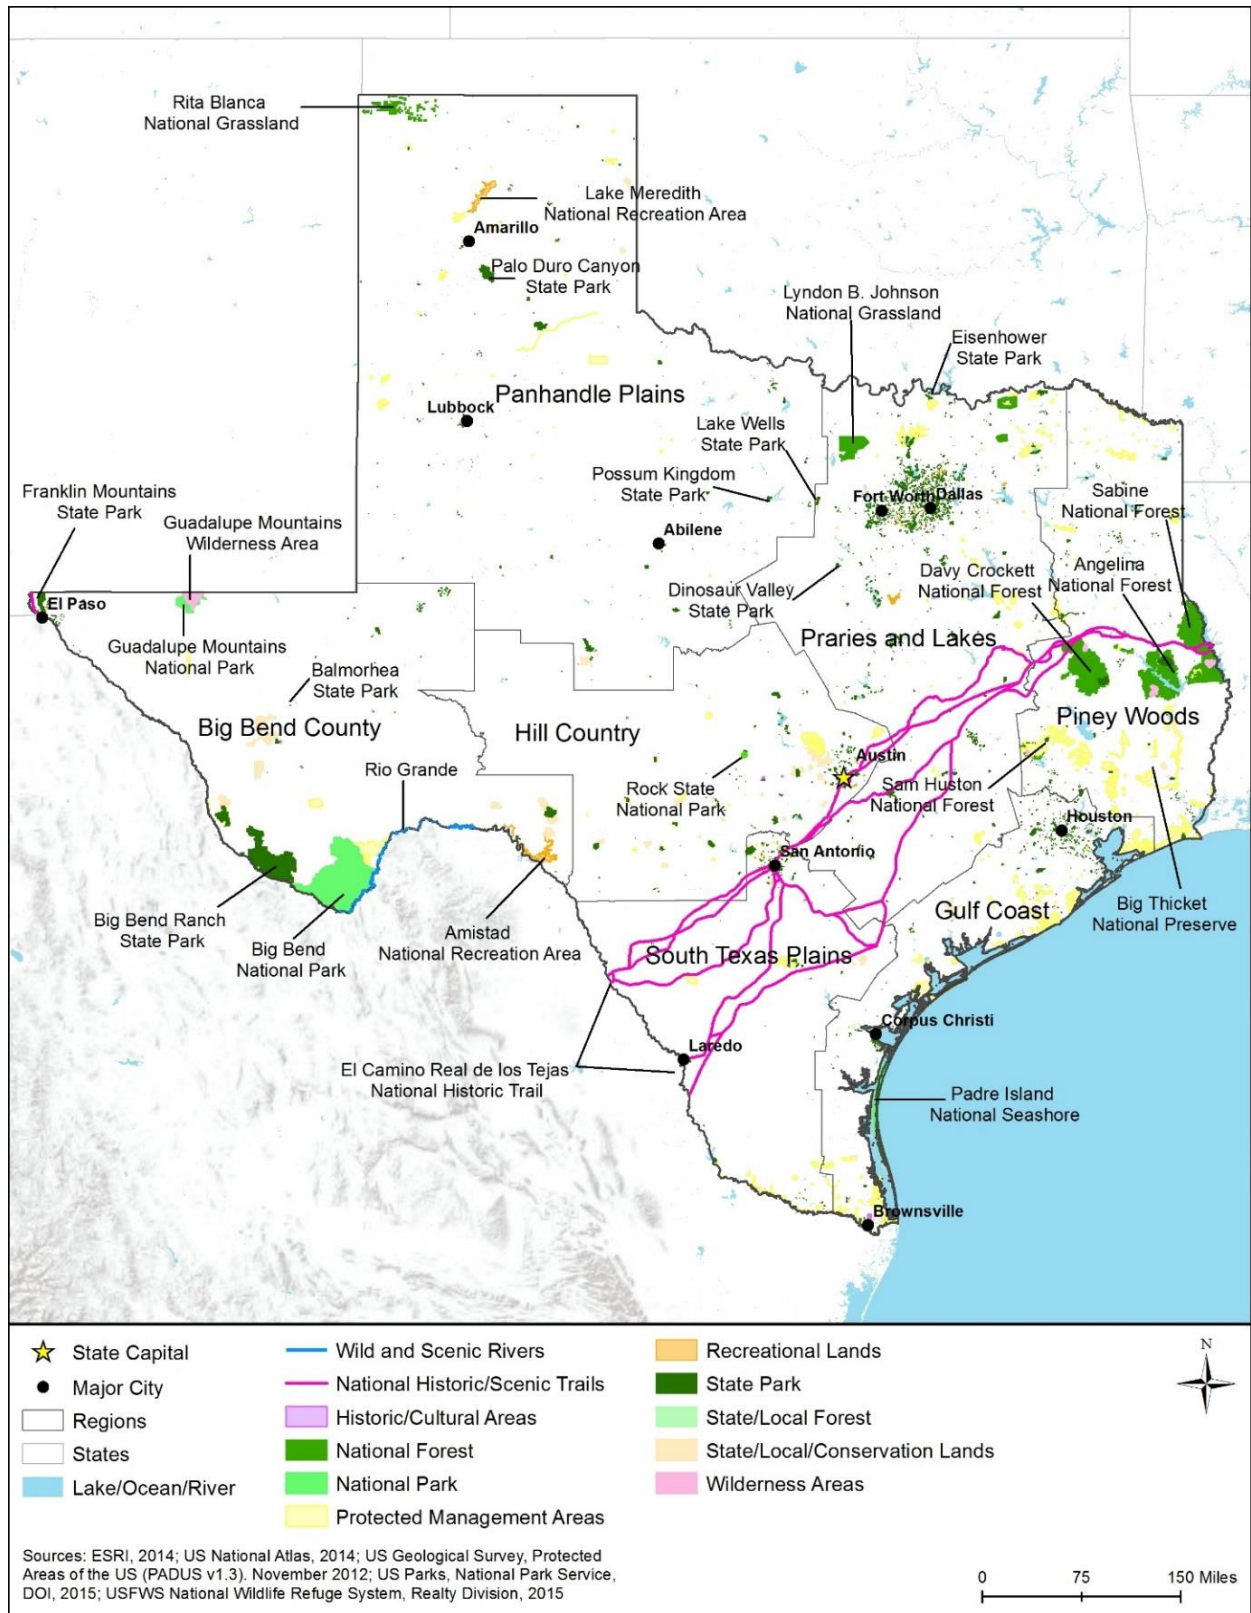 Rita Blanca
National Grassland
Lake Meredith
National Recreation Area
Amarillo
Palo Duro Canyon
State Park
Lyndon B. Johnson
National Grassland
Eisenhower
State Park
Panhandle Plains
Lubbock
Lake Wells
State Park
Possum Kingdom
State Park
Fort Worth
Dallas
Sabine
National Forest
Franklin Mountains
State Park
Guadalupe Mountains
Wilderness Area
Abilene
Angelina
National Forest
Davy Crockett
National Forest
Dinosaur Valley
State Park
El Paso
Guadalupe Mountains
National Park
Praries and Lakes
Balmorhea
State Park
Big Bend County
Hill Country
Piney Woods
Rio Grande
Austin
Rock State
National Park
Sam Huston
National Forest
Houston
San Antonio
Big Bend Ranch
State Park
Big Bend
National Park
Amistad
National Recreation Area
Gulf Coast
Big Thicket
National Preserve
South Texas Plains
Corpus Christi
Laredo
El Camino Real de los Tejas
National Historic Trail
Padre Island
National Seashore
Brownsville
State Capital
Major City
Regions
States
Lake/Ocean/River
Wild and Scenic Rivers
National Historic/Scenic Trails
Historic/Cultural Areas
National Forest
National Park
Protected Management Areas
Recreational Lands
State Park
State/Local Forest
State/Local/Conservation Lands
Wilderness Areas
N
Sources: ESRI, 2014; US National Atlas, 2014; US Geological Survey, Protected
Areas of the US (PADUS v1.3). November 2012; US Parks, National Park Service,
DOI, 2015; USFWS National Wildlife Refuge System, Realty Division, 2015
0 75 150 Miles